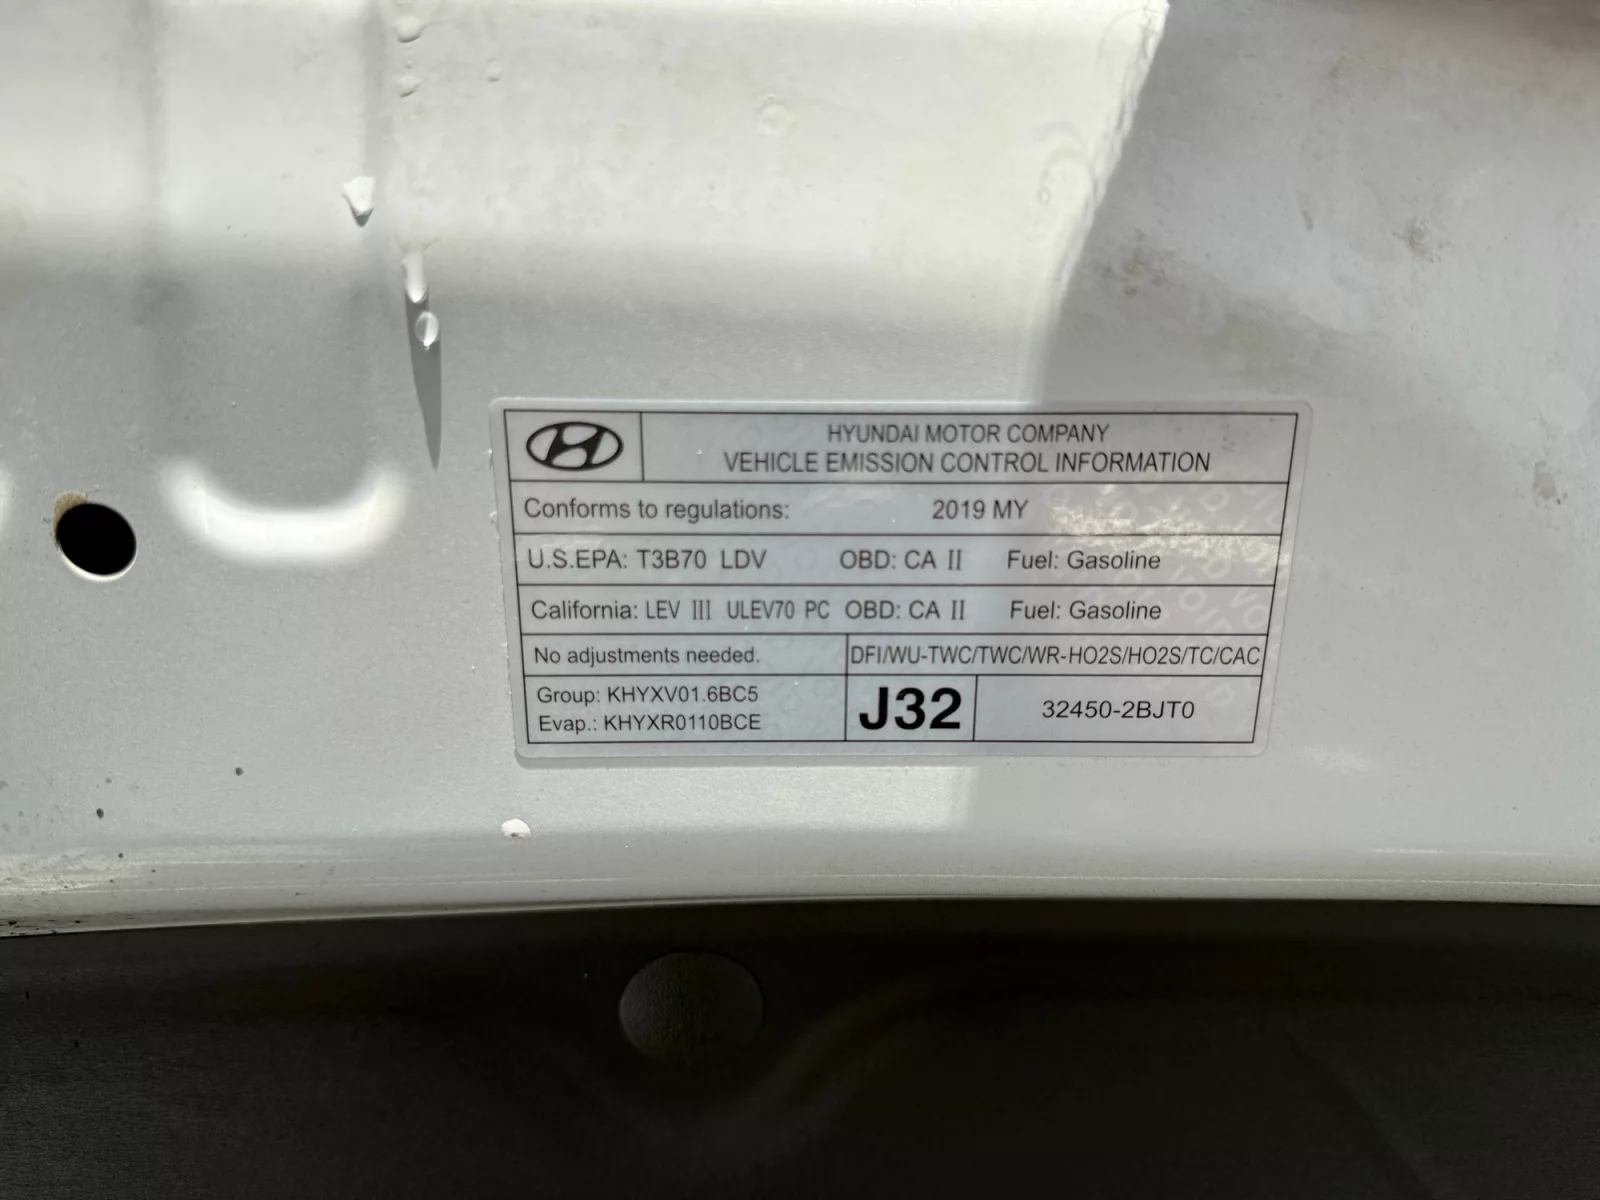 HYUNDAI MOTOR COMPANY
VEHICLE EMISSION CONTROL INFORMATION
Conforms to regulations: 2019 MY
U.S.EPA: T3B70 LDV OBD: CA II Fuel: Gasoline
California: LEV III ULEV70 PC OBD: CA II Fuel: Gasoline
No adjustments needed. DFI/WU-TWC/TWC/WR-HO2S/HO2S/TC/CAC
Group: KHYXV01.6BC5
Evap.: KHYXR0110BCE
J32
32450-2BJT0